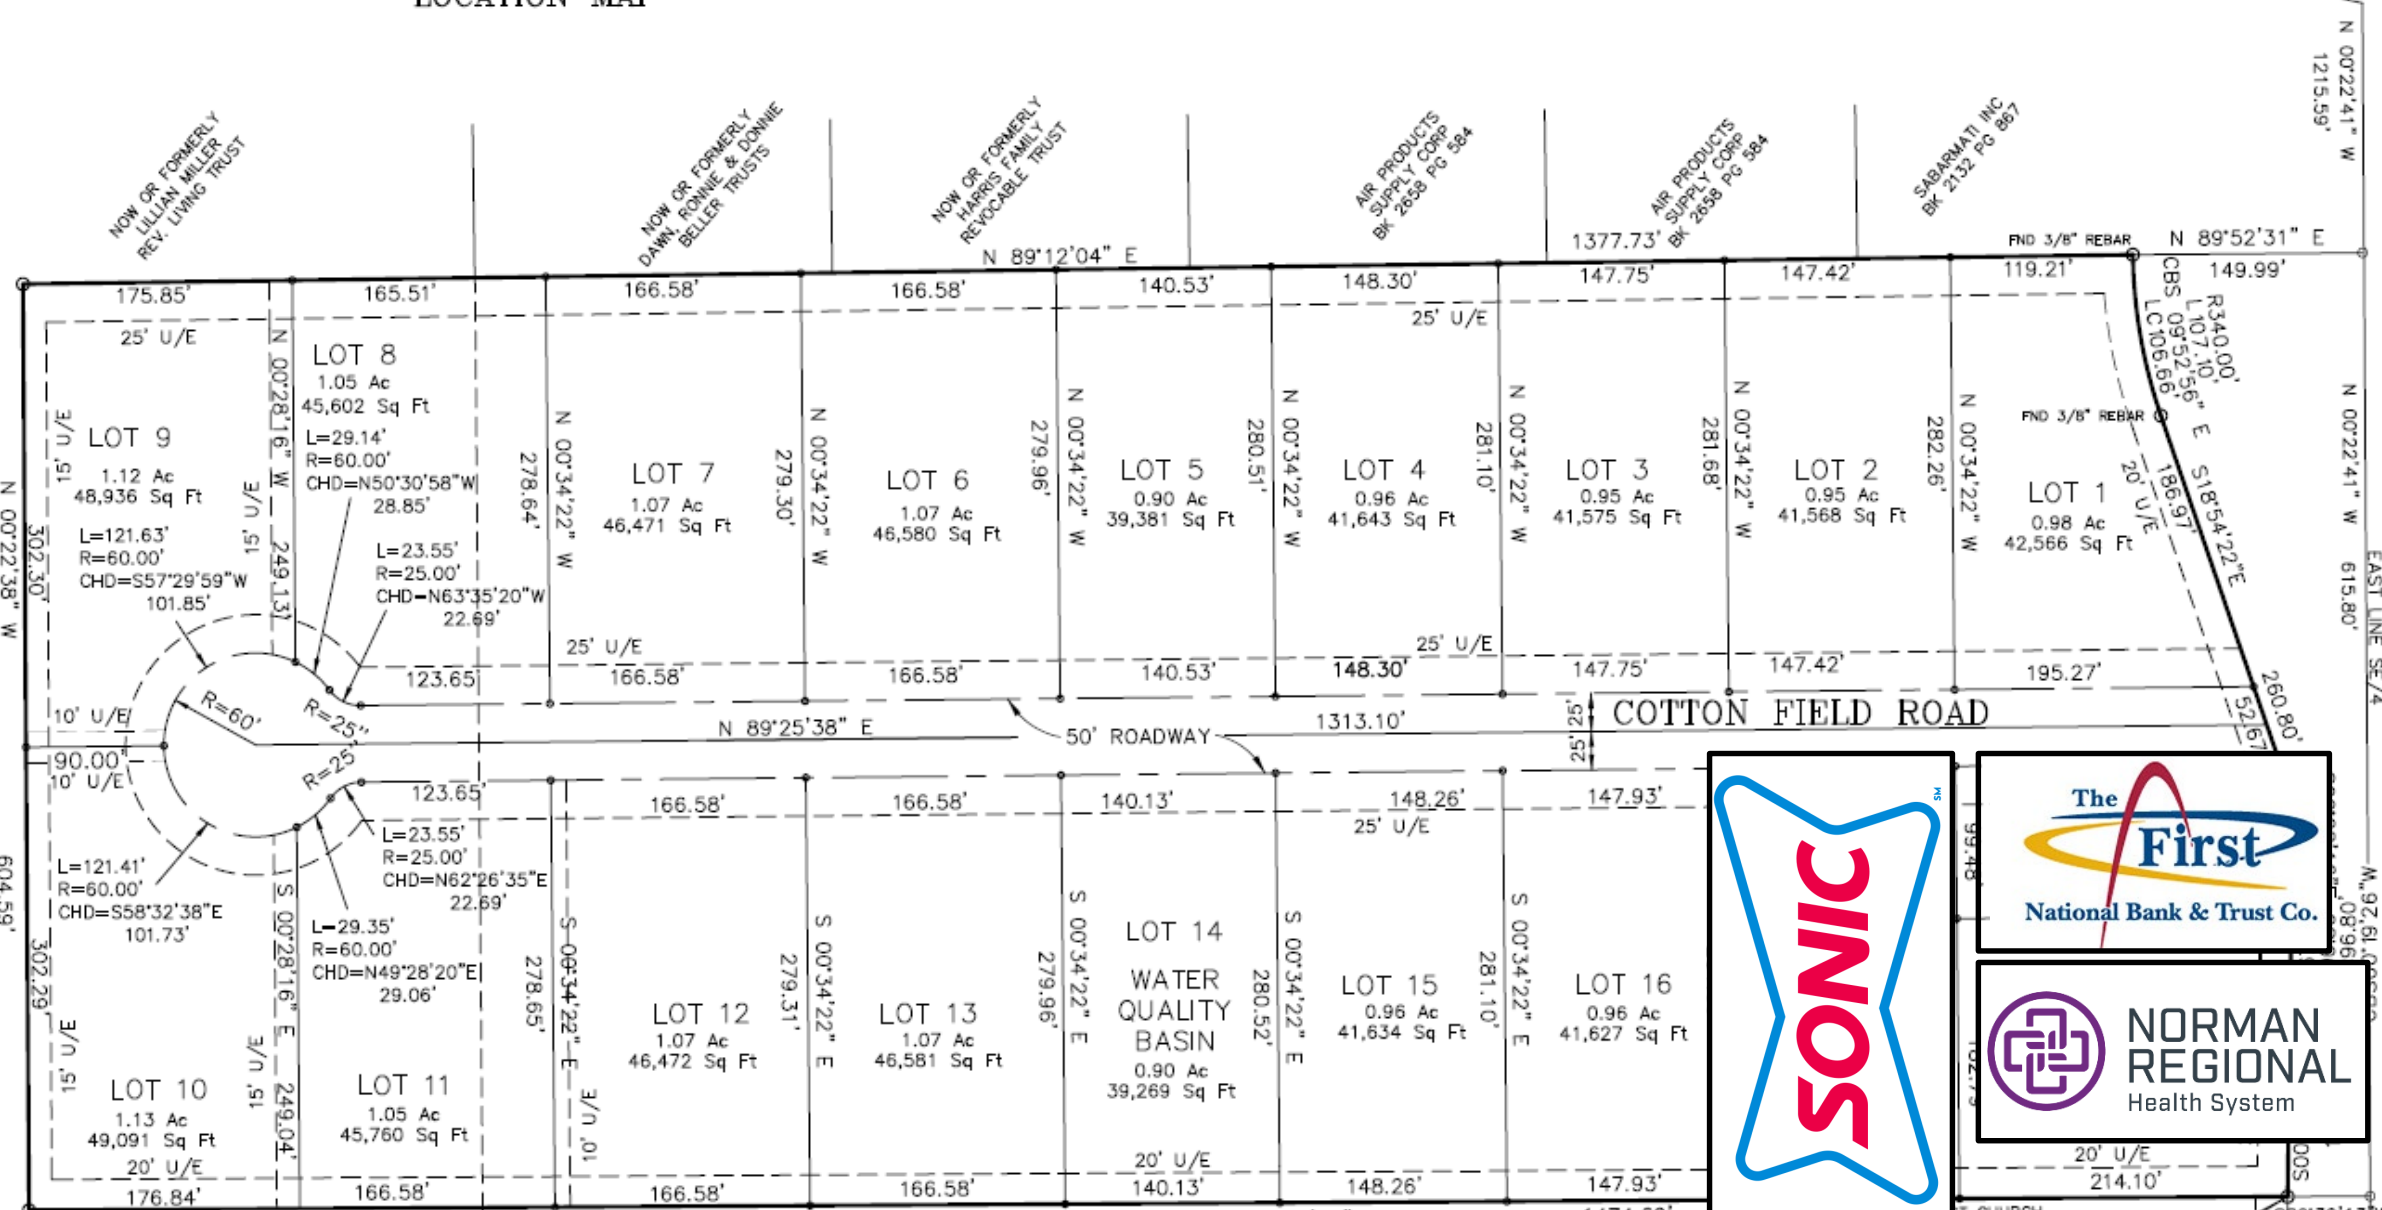 LOCATION MAP
NOW OR FORMERLY
LILLIAN MILLER
REV. LIVING TRUST
NOW OR FORMERLY
DAWN, RONNIE & DONNIE
BELLER TRUSTS
NOW OR FORMERLY
HARRIS FAMILY
REVOCABLE TRUST
AIR PRODUCTS
SUPPLY CORP
BK 2658 PG 584
AIR PRODUCTS
SUPPLY CORP
BK 2658 PG 584
SABARMATI INC
BK 2132 PG 867
N 00°22'41" W
1215.59'
N 89°12'04" E
1377.73'
FND 3/8" REBAR
N 89°52'31" E
149.99'
175.85'
165.51'
166.58'
166.58'
140.53'
148.30'
147.75'
147.42'
119.21'
25' U/E
25' U/E
R340.00'
L 107.10'
CBS 09°52'56" E
LC106.66'
FND 3/8" REBAR
S18°54'22"E
186.97'
20' U/E
N 00°22'41" W 615.80'
EAST LINE SE/4
260.80'
52.67'
N 00°22'38" W
604.59'
302.30'
15' U/E
LOT 9
1.12 Ac
48,936 Sq Ft
L=121.63'
R=60.00'
CHD=S57°29'59"W
101.85'
N 00°28'16" W 249.13'
15' U/E
LOT 8
1.05 Ac
45,602 Sq Ft
L=29.14'
R=60.00'
CHD=N50°30'58"W
28.85'
L=23.55'
R=25.00'
CHD=N63°35'20"W
22.69'
278.64'
N 00°34'22" W
LOT 7
1.07 Ac
46,471 Sq Ft
279.30'
N 00°34'22" W
LOT 6
1.07 Ac
46,580 Sq Ft
279.96'
N 00°34'22" W
LOT 5
0.90 Ac
39,381 Sq Ft
280.51'
N 00°34'22" W
LOT 4
0.96 Ac
41,643 Sq Ft
281.10'
N 00°34'22" W
LOT 3
0.95 Ac
41,575 Sq Ft
281.68'
N 00°34'22" W
LOT 2
0.95 Ac
41,568 Sq Ft
282.26'
N 00°34'22" W
LOT 1
0.98 Ac
42,566 Sq Ft
25' U/E
25' U/E
123.65'
166.58'
166.58'
140.53'
148.30'
147.75'
147.42'
195.27'
10' U/E
90.00'
10' U/E
R=60'
R=25"
R=25"
N 89°25'38" E
50' ROADWAY
1313.10'
25'
25'
COTTON FIELD ROAD
123.65'
166.58'
166.58'
140.13'
148.26'
147.93'
25' U/E
L=121.41'
R=60.00'
CHD=S58°32'38"E
101.73'
L=23.55'
R=25.00'
CHD=N62°26'35"E
22.69'
L=29.35'
R=60.00'
CHD=N49°28'20"E
29.06'
302.29'
15' U/E
LOT 10
1.13 Ac
49,091 Sq Ft
20' U/E
176.84'
S 00°28'16" E 249.04'
15' U/E
LOT 11
1.05 Ac
45,760 Sq Ft
166.58'
278.65'
S 00°34'22" E
10' U/E
LOT 12
1.07 Ac
46,472 Sq Ft
166.58'
279.31'
S 00°34'22" E
LOT 13
1.07 Ac
46,581 Sq Ft
166.58'
279.96'
S 00°34'22" E
LOT 14
WATER
QUALITY
BASIN
0.90 Ac
39,269 Sq Ft
20' U/E
140.13'
280.52'
S 00°34'22" E
LOT 15
0.96 Ac
41,634 Sq Ft
148.26'
281.10'
S 00°34'22" E
LOT 16
0.96 Ac
41,627 Sq Ft
147.93'
SONIC
SM
99.48'
The
First
National Bank & Trust Co.
NORMAN
REGIONAL
Health System
20' U/E
214.10'